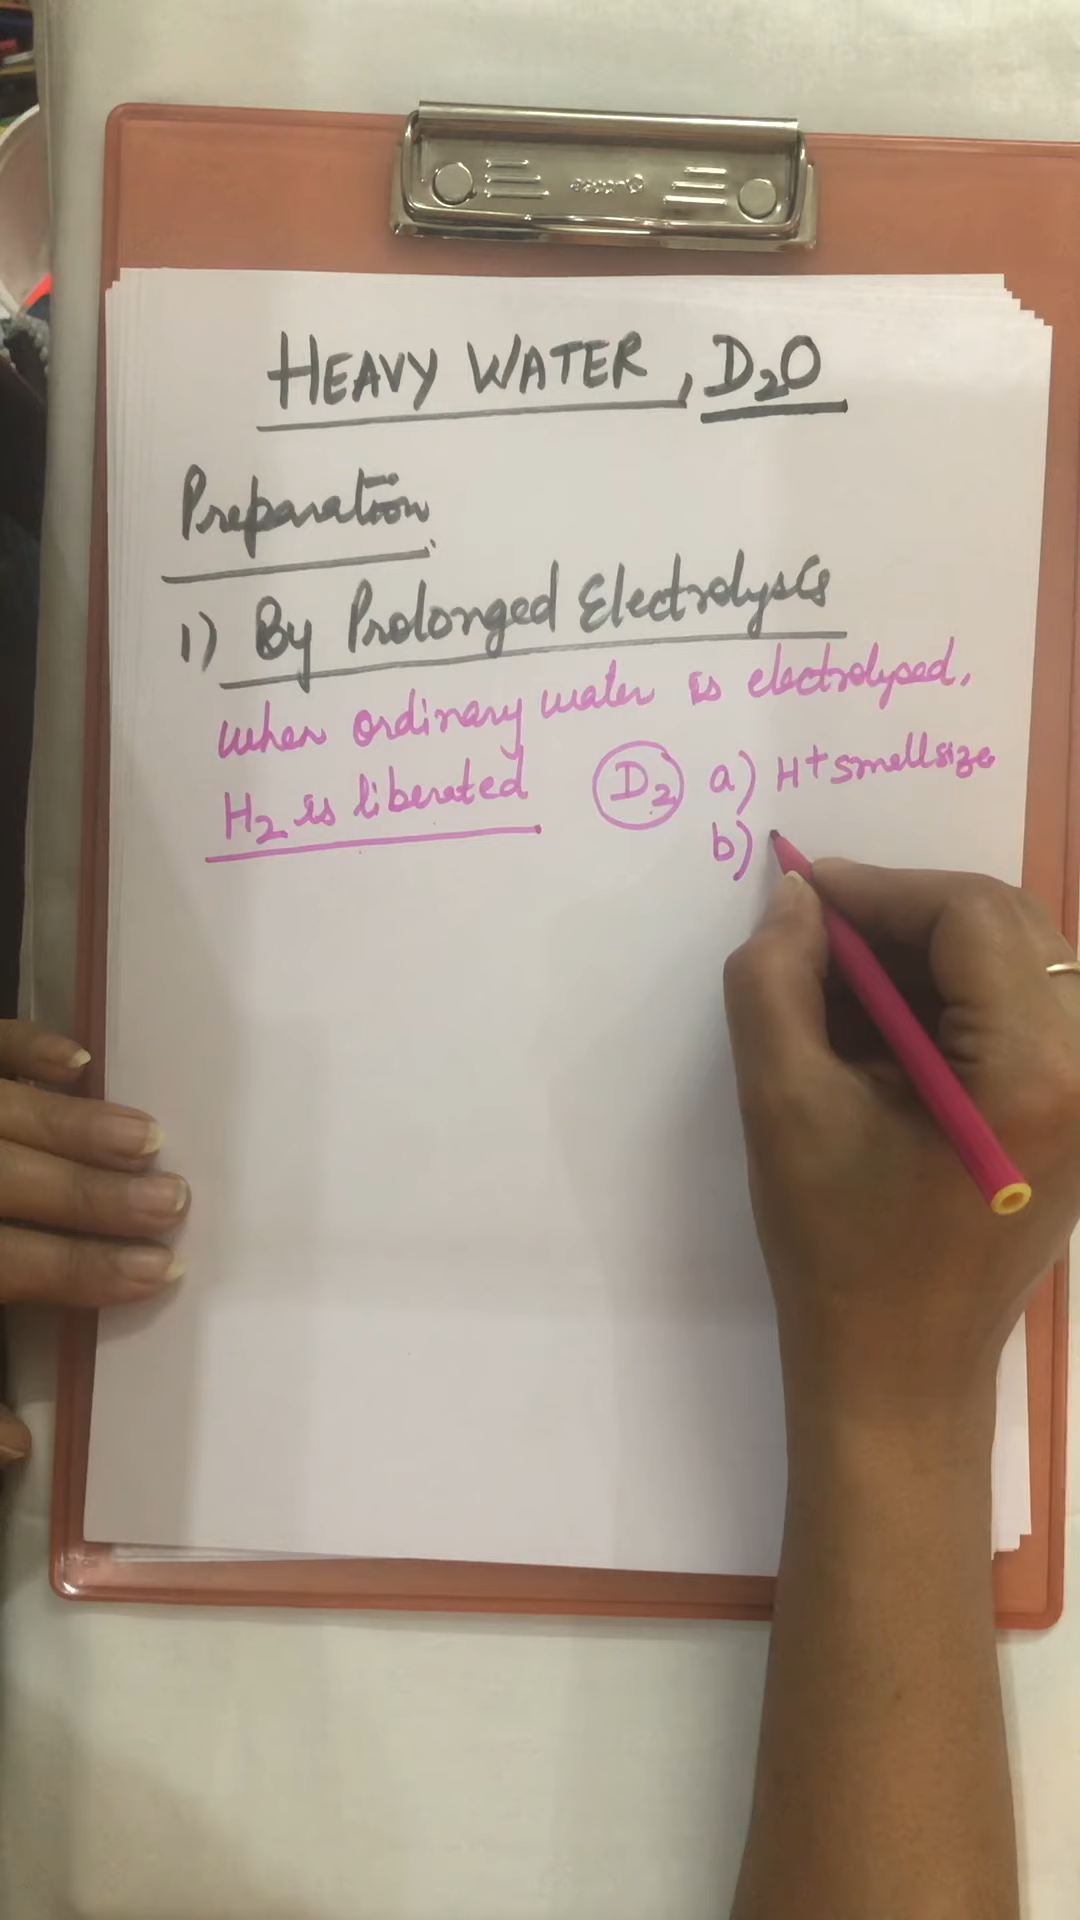 HEAVY WATER, D₂O
Preparation
1) By Prolonged Electrolysis
when ordinary water is electrolysed,
H₂ is liberated
D₂ a) H+ small size
b)